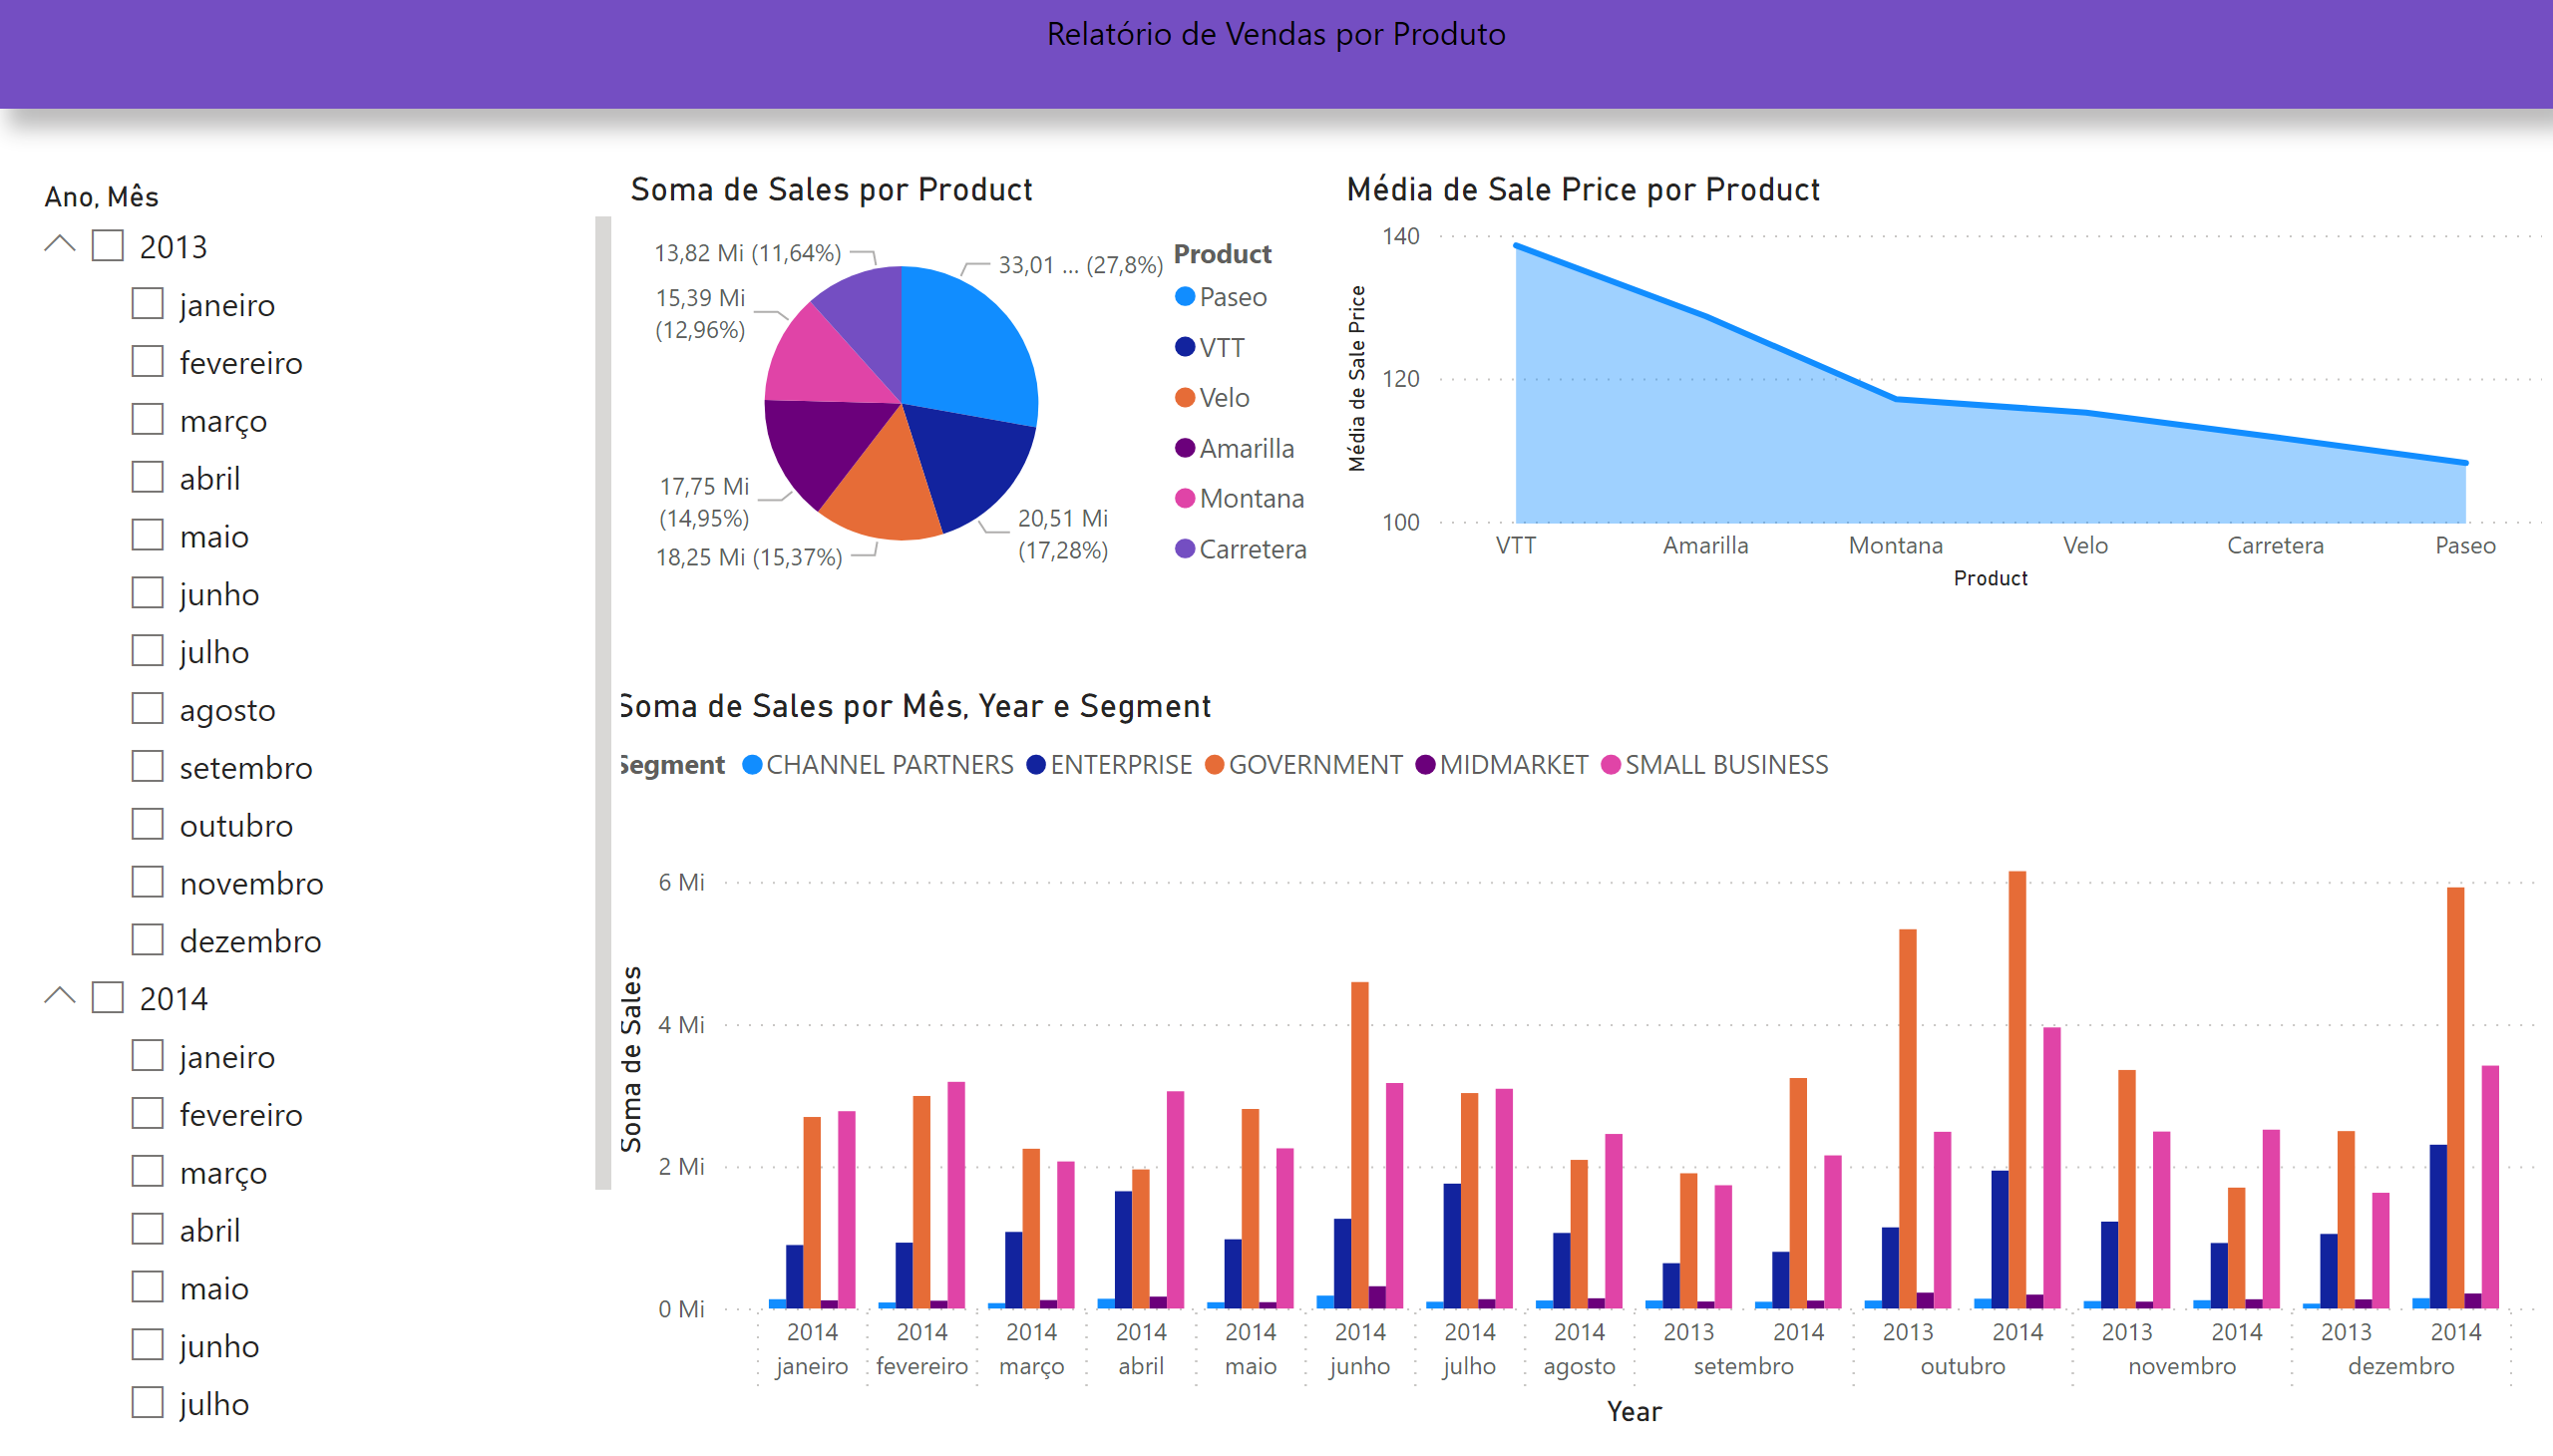 Relatório de Vendas por Produto
Ano, Mês
2013
janeiro
fevereiro
março
abril
maio
junho
julho
agosto
setembro
outubro
novembro
dezembro
2014
janeiro
fevereiro
março
abril
maio
junho
julho
Soma de Sales por Product
13,82 Mi (11,64%)
33,01 ... (27,8%)
15,39 Mi
(12,96%)
17,75 Mi
(14,95%)
20,51 Mi
(17,28%)
18,25 Mi (15,37%)
Product
Paseo
VTT
Velo
Amarilla
Montana
Carretera
Média de Sale Price por Product
Média de Sale Price
140
120
100
VTT Amarilla Montana Velo Carretera Paseo
Product
Soma de Sales por Mês, Year e Segment
Segment CHANNEL PARTNERS ENTERPRISE GOVERNMENT MIDMARKET SMALL BUSINESS
Soma de Sales
6 Mi
4 Mi
2 Mi
0 Mi
2014 2014 2014 2014 2014 2014 2014 2014 2013 2014 2013 2014 2013 2014 2013 2014
janeiro fevereiro março abril maio junho julho agosto setembro outubro novembro dezembro
Year